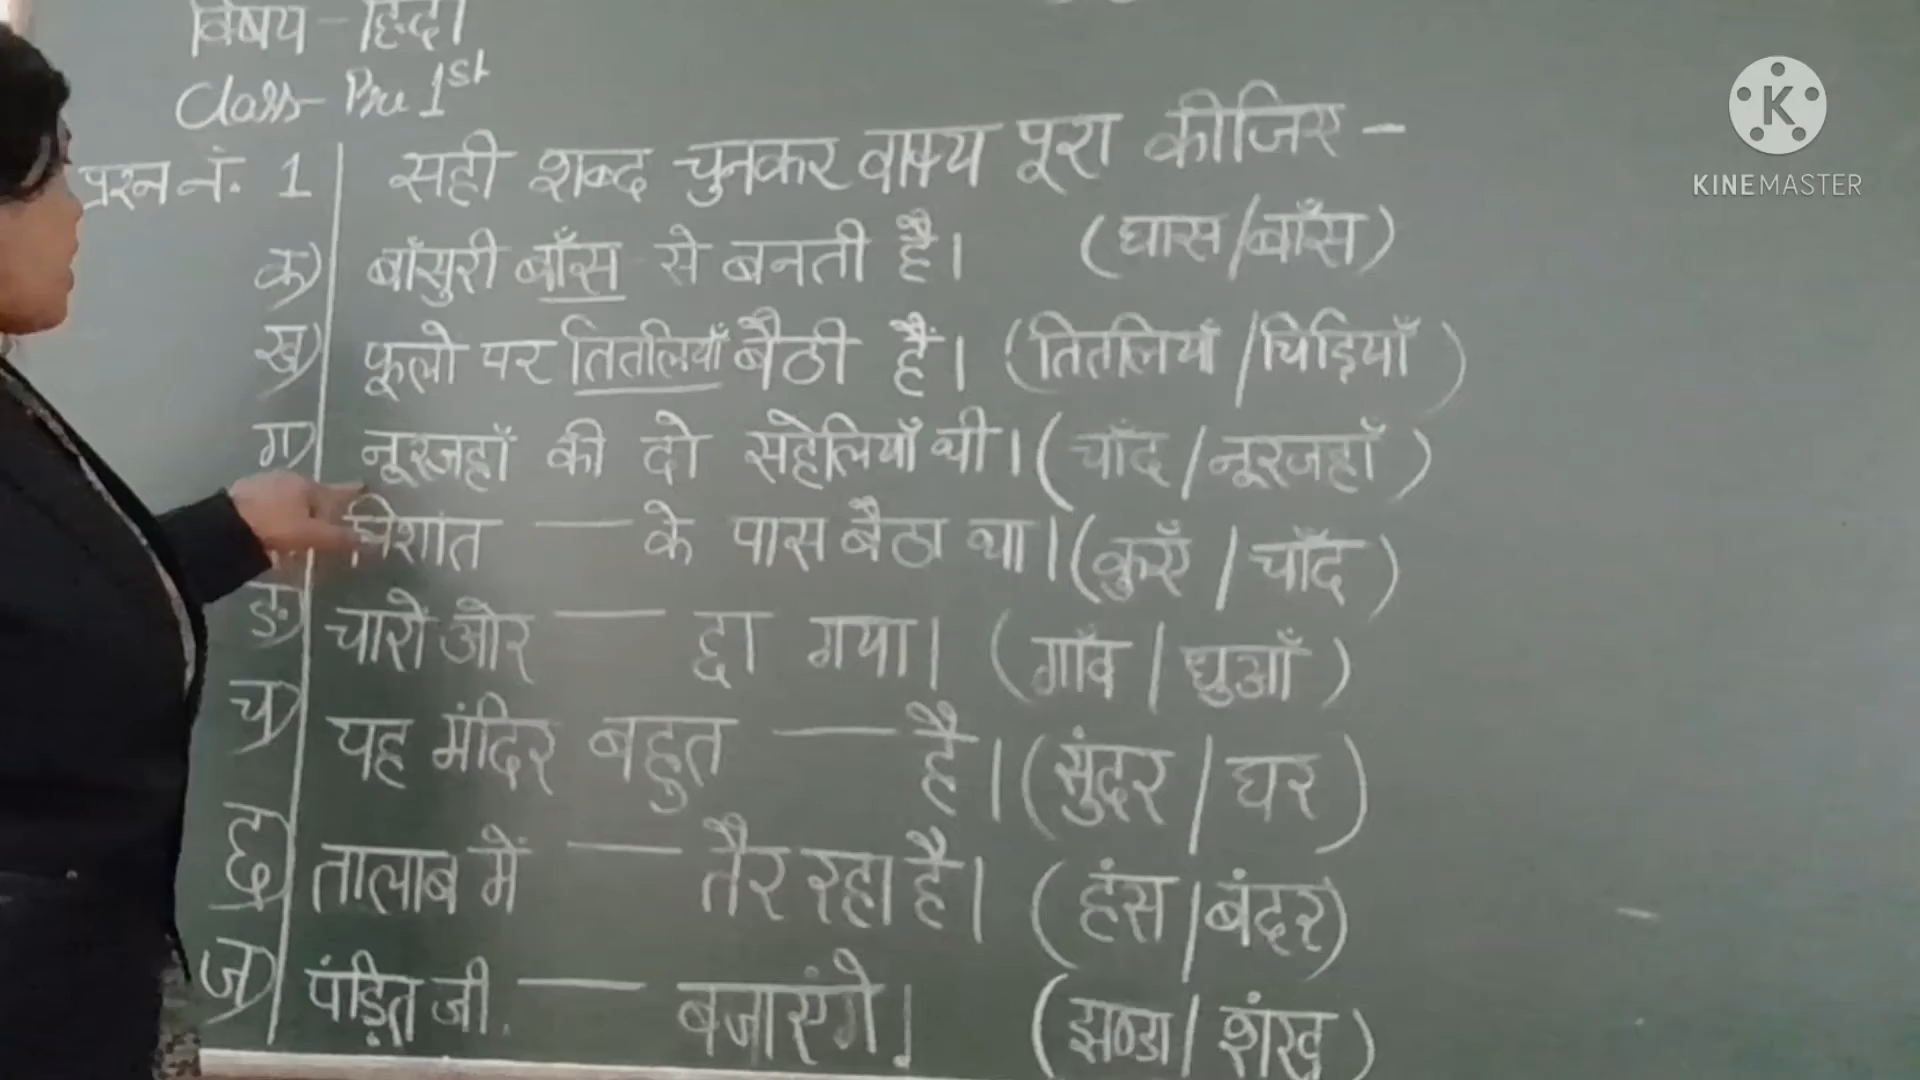 विषय - हिन्दी
Class- Pre 1st
प्रश्न नं. 1 सही शब्द चुनकर वाक्य पूरा कीजिए -
क) बाँसुरी बाँस से बनती है। (घास/बाँस)
ख) फूलो पर तितलियाँ बैठी हैं। (तितलियाँ/चिड़ियाँ)
ग) नूरजहाँ की दो सहेलियाँ थी। (चाँद/नूरजहाँ)
निशांत — के पास बैठा था। (कुएँ/चाँद)
ङ) चारों ओर — छा गया। (गाँव/धुआँ)
च) यह मंदिर बहुत — है। (सुंदर/घर)
छ) तालाब में — तैर रहा है। (हंस/बंदर)
ज) पंड़ित जी — बजाएंगे। (झण्डा/शंख)
KINEMASTER